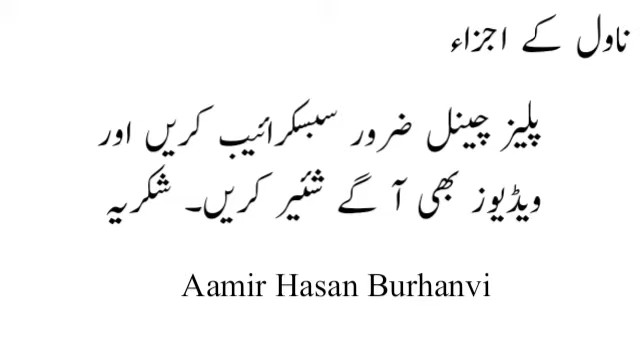 ناول کے اجزاء
پلیز چینل ضرور سبسکرائیب کریں اور
ویڈیوز بھی آگے شئیر کریں۔ شکریہ
Aamir Hasan Burhanvi